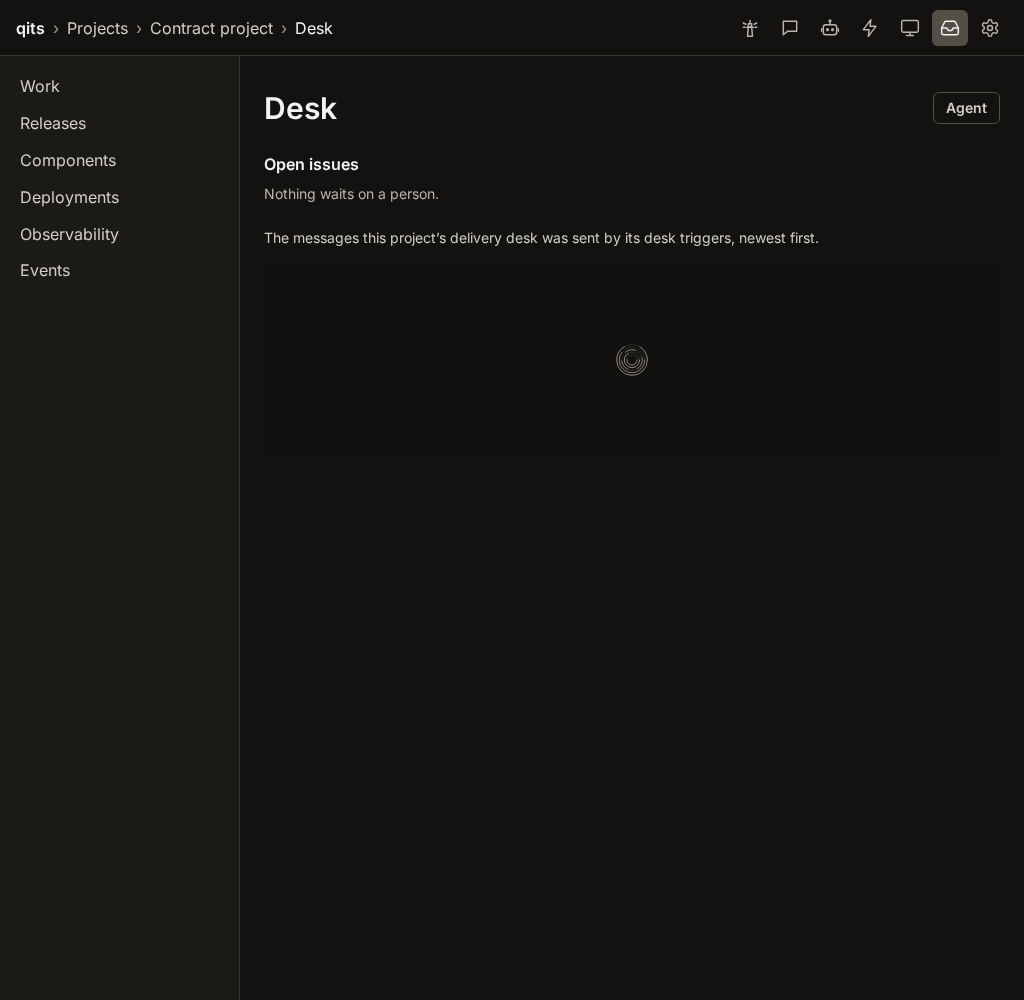 qits › Projects › Contract project › Desk
Work
Releases
Components
Deployments
Observability
Events
Desk
Agent
Open issues
Nothing waits on a person.
The messages this project’s delivery desk was sent by its desk triggers, newest first.